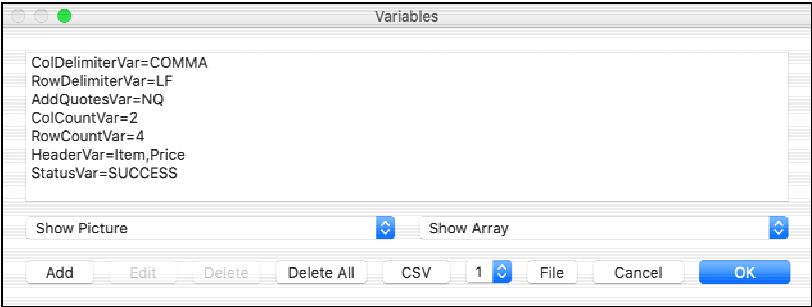 Variables
ColDelimiterVar=COMMA
RowDelimiterVar=LF
AddQuotesVar=NQ
ColCountVar=2
RowCountVar=4
HeaderVar=Item,Price
StatusVar=SUCCESS
Show Picture Show Array
Add Edit Delete Delete All CSV 1 File Cancel OK